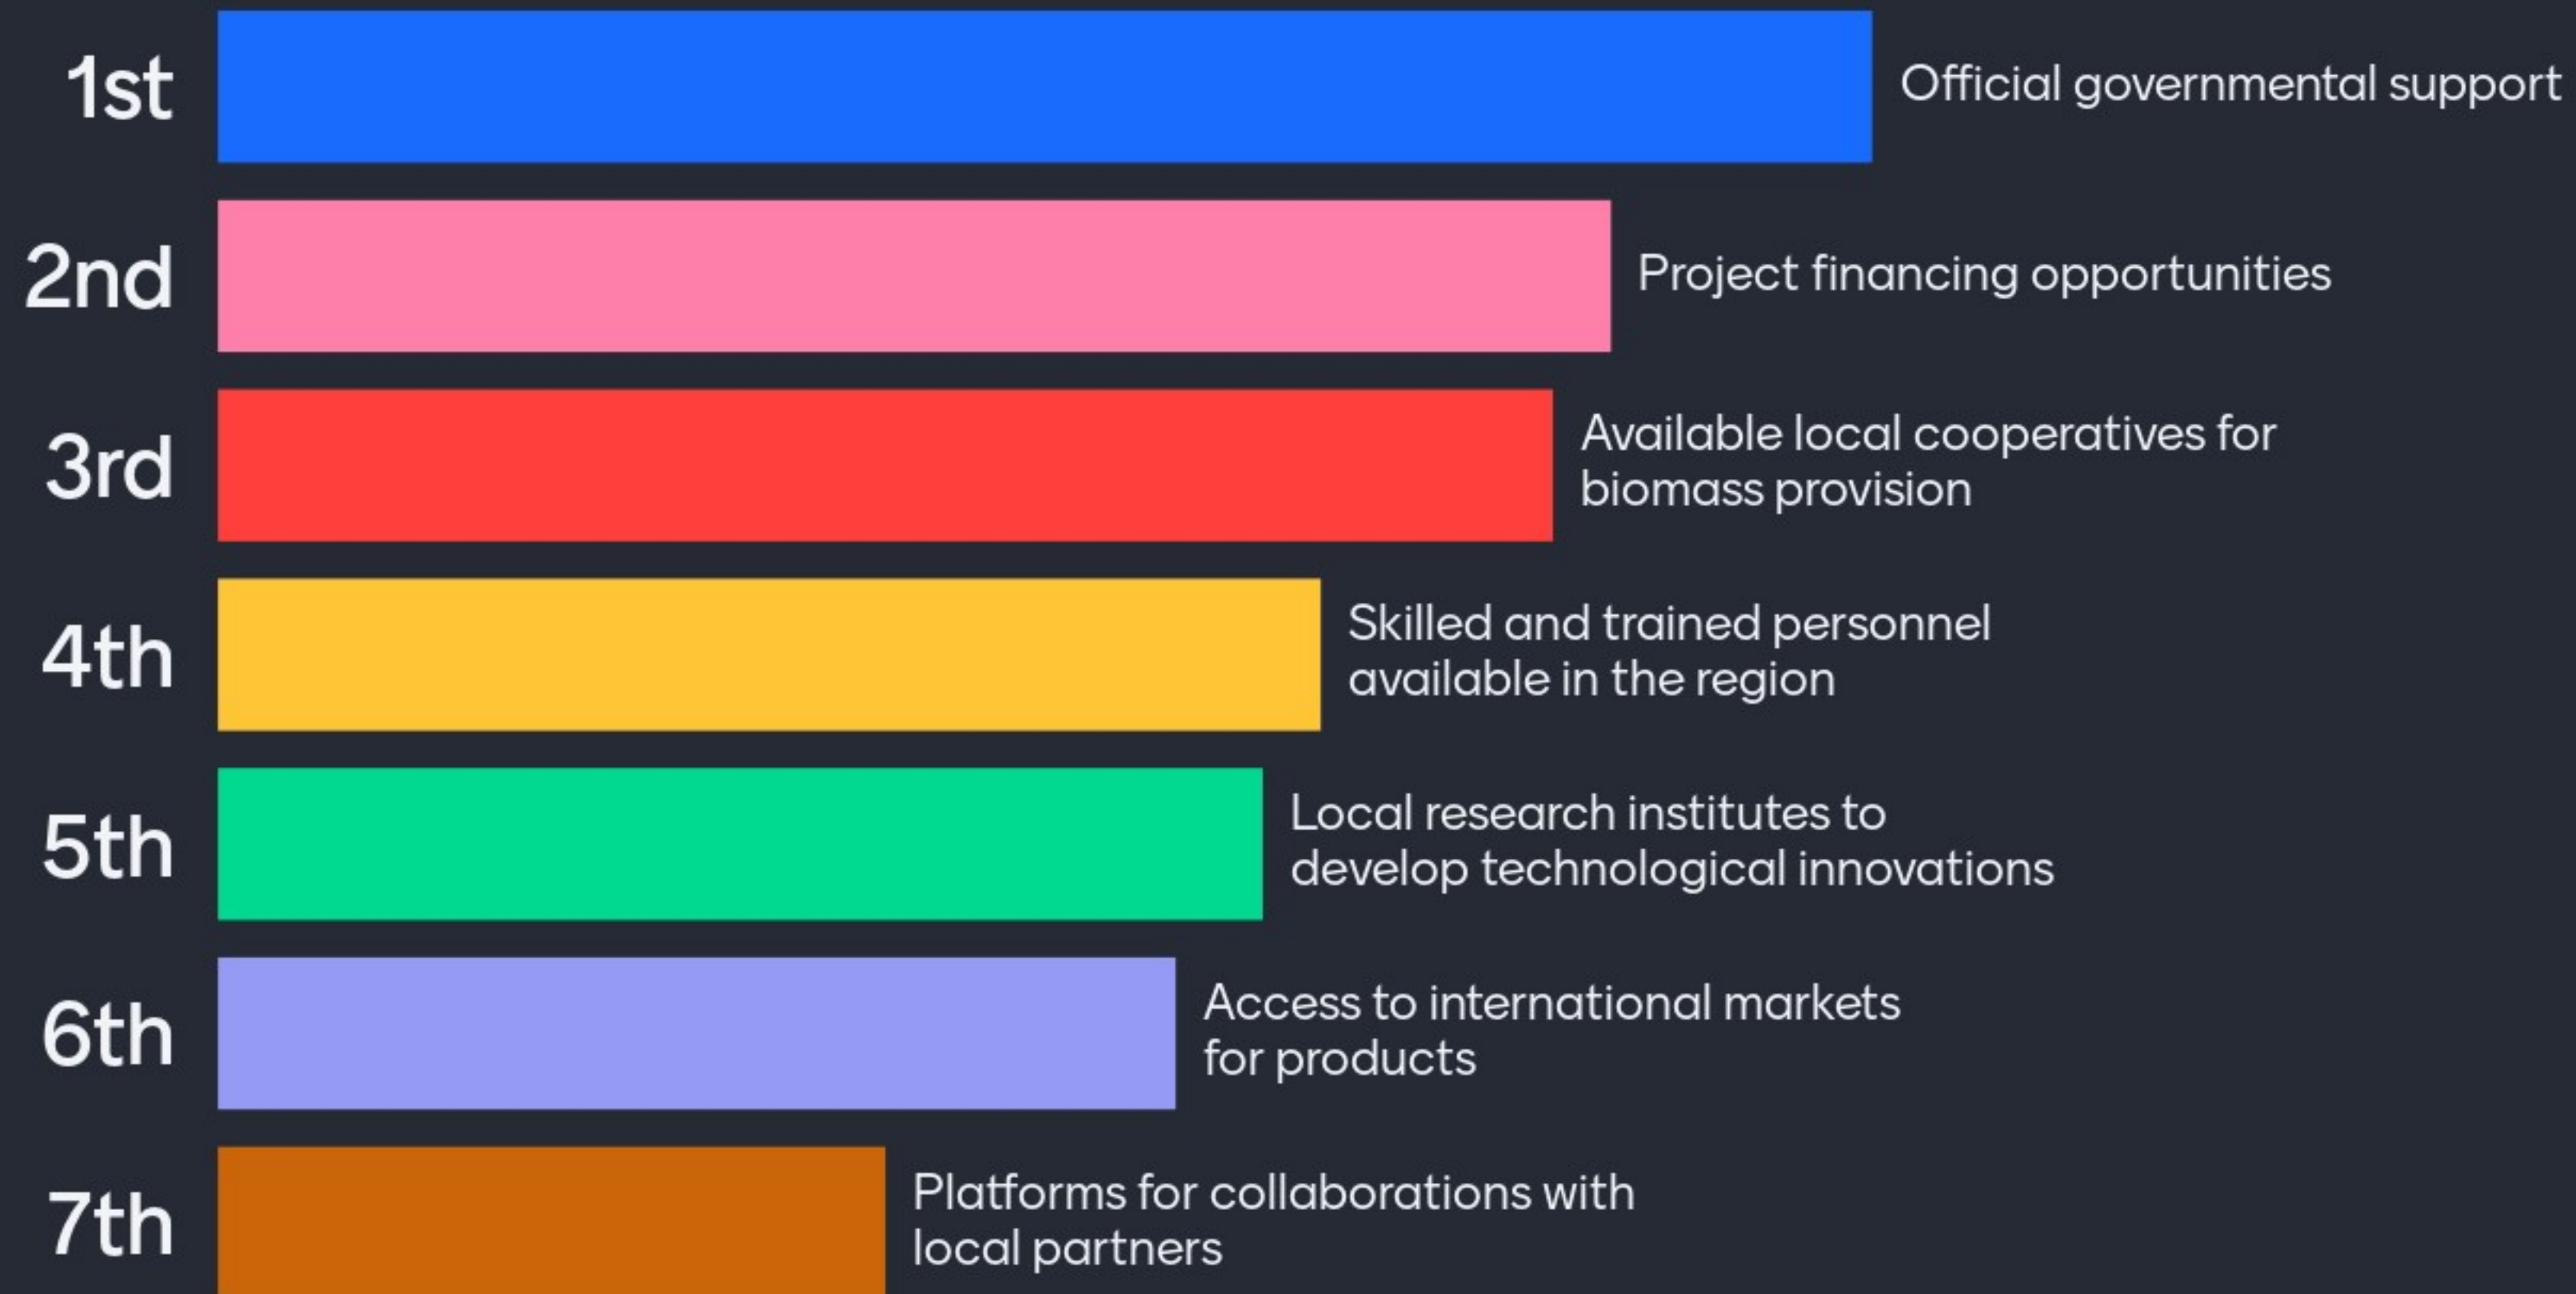 1st
Official governmental support
2nd
Project financing opportunities
3rd
Available local cooperatives for
biomass provision
4th
Skilled and trained personnel
available in the region
5th
Local research institutes to
develop technological innovations
6th
Access to international markets
for products
7th
Platforms for collaborations with
local partners